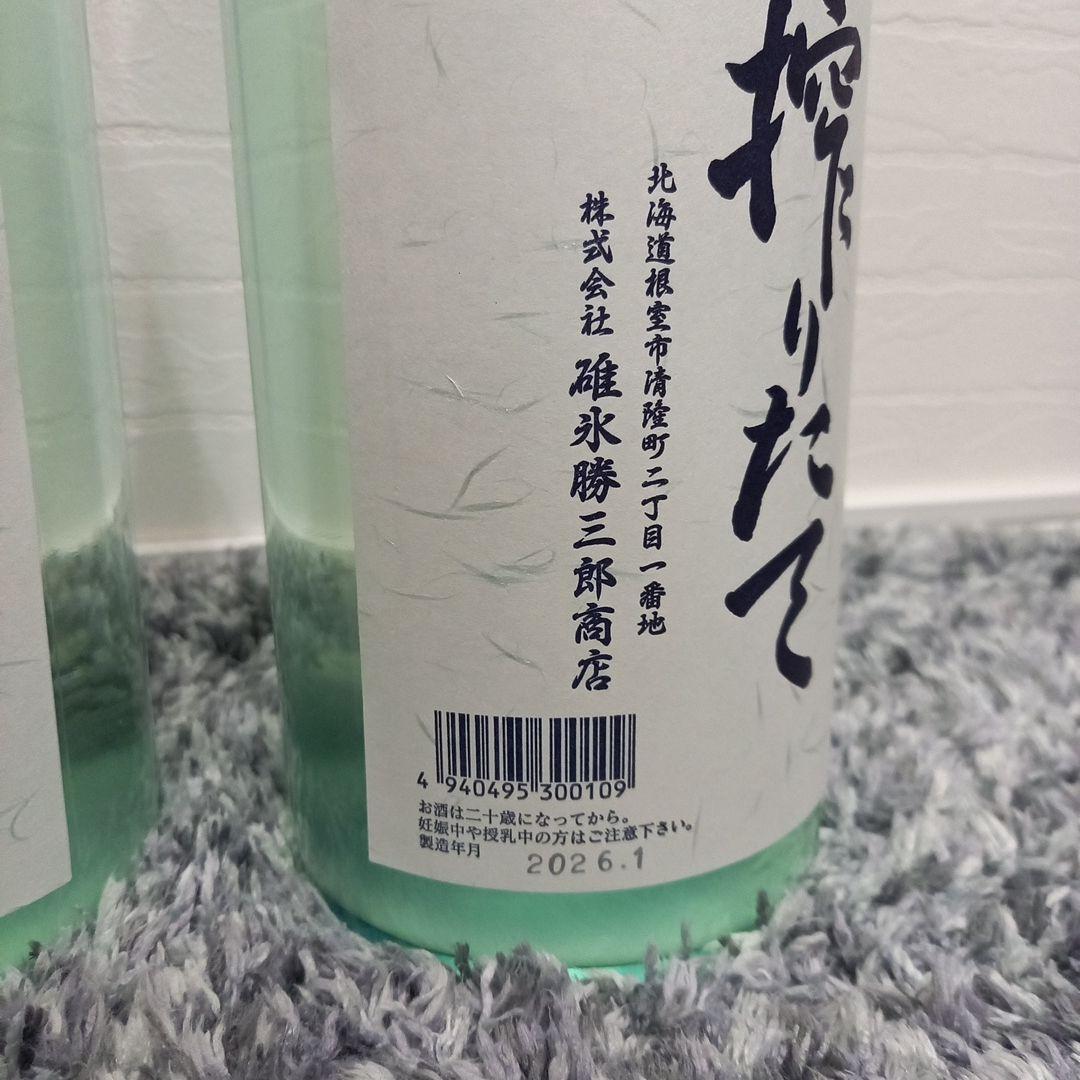 搾りたて
北海道根室市清隆町二丁目一番地
株式会社 碓氷勝三郎商店
4 940495 300109
お酒は二十歳になってから。
妊娠中や授乳中の方はご注意下さい。
製造年月 2026.1